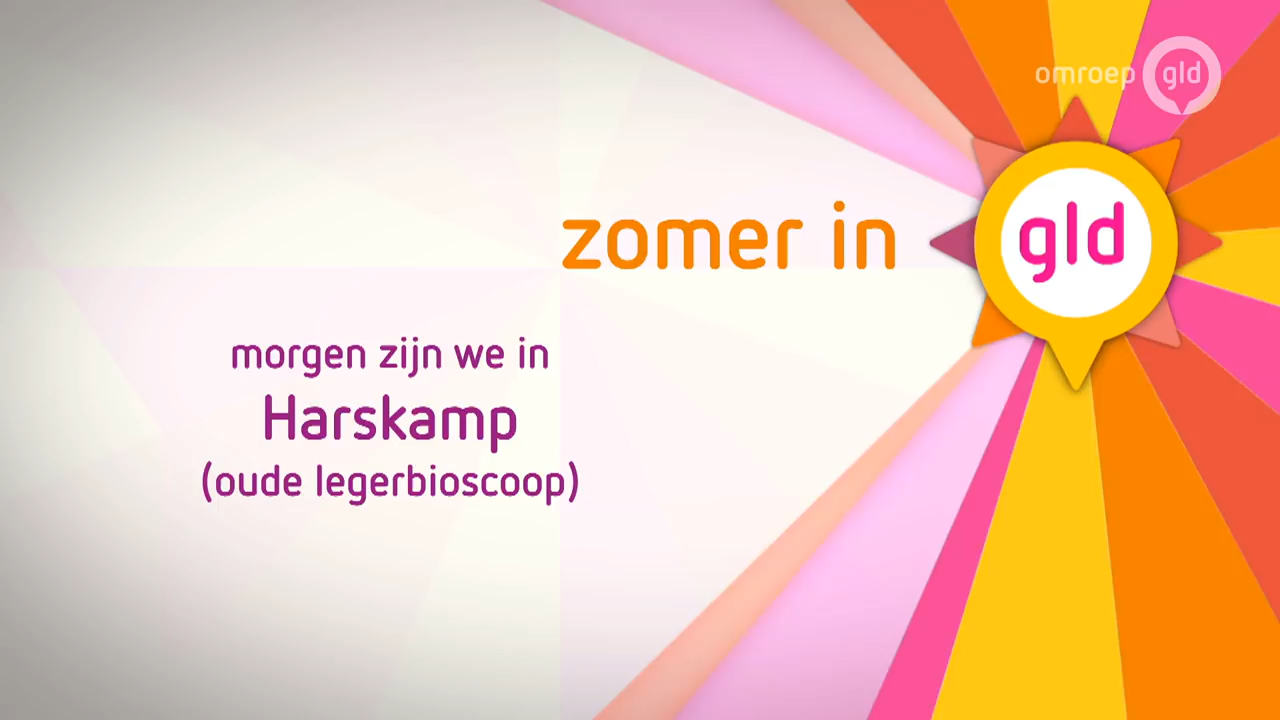 omroep gld
zomer in gld
morgen zijn we in
Harskamp
(oude legerbioscoop)